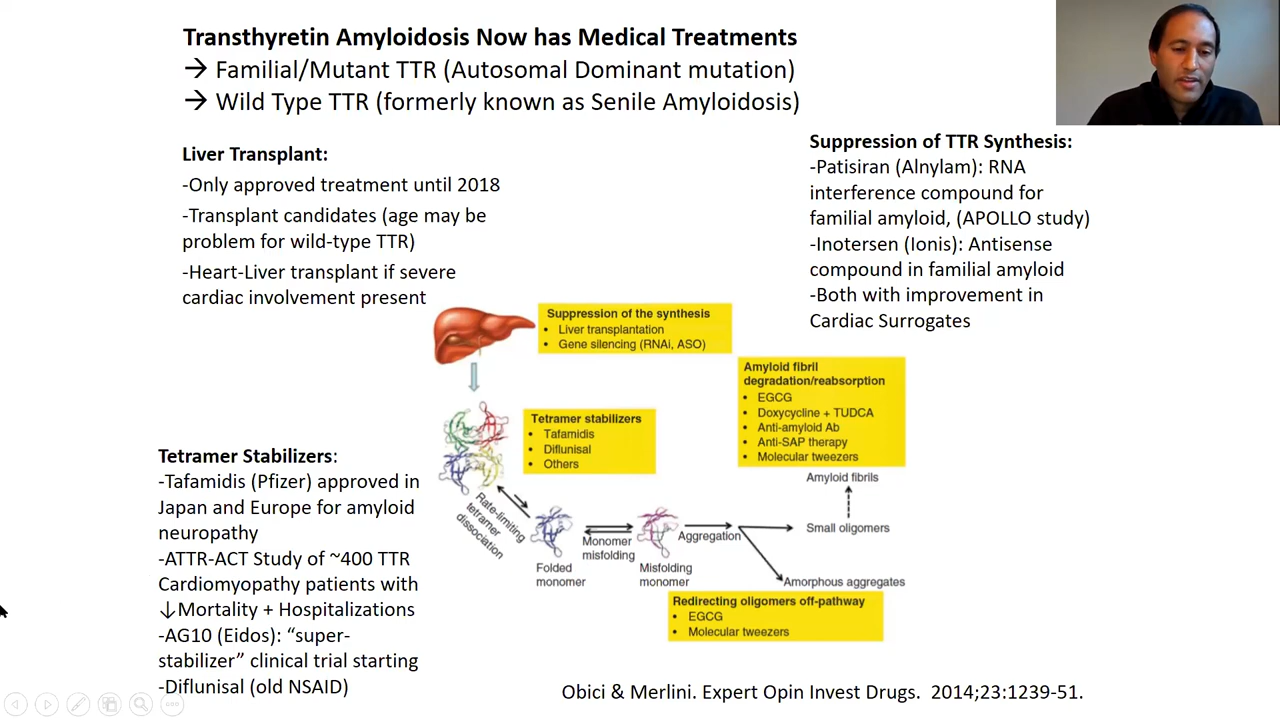 Transthyretin Amyloidosis Now has Medical Treatments
→ Familial/Mutant TTR (Autosomal Dominant mutation)
→ Wild Type TTR (formerly known as Senile Amyloidosis)
Liver Transplant:
-Only approved treatment until 2018
-Transplant candidates (age may be
problem for wild-type TTR)
-Heart-Liver transplant if severe
cardiac involvement present
Suppression of TTR Synthesis:
-Patisiran (Alnylam): RNA
interference compound for
familial amyloid, (APOLLO study)
-Inotersen (Ionis): Antisense
compound in familial amyloid
-Both with improvement in
Cardiac Surrogates
Suppression of the synthesis
• Liver transplantation
• Gene silencing (RNAi, ASO)
Amyloid fibril
degradation/reabsorption
• EGCG
• Doxycycline + TUDCA
• Anti-amyloid Ab
• Anti-SAP therapy
• Molecular tweezers
Tetramer stabilizers
• Tafamidis
• Diflunisal
• Others
Tetramer Stabilizers:
-Tafamidis (Pfizer) approved in
Japan and Europe for amyloid
neuropathy
-ATTR-ACT Study of ~400 TTR
Cardiomyopathy patients with
↓Mortality + Hospitalizations
-AG10 (Eidos): “super-
stabilizer” clinical trial starting
-Diflunisal (old NSAID)
Rate-limiting
tetramer
dissociation
Folded
monomer
Monomer
misfolding
Misfolding
monomer
Aggregation
Amyloid fibrils
Small oligomers
Amorphous aggregates
Redirecting oligomers off-pathway
• EGCG
• Molecular tweezers
Obici & Merlini. Expert Opin Invest Drugs. 2014;23:1239-51.